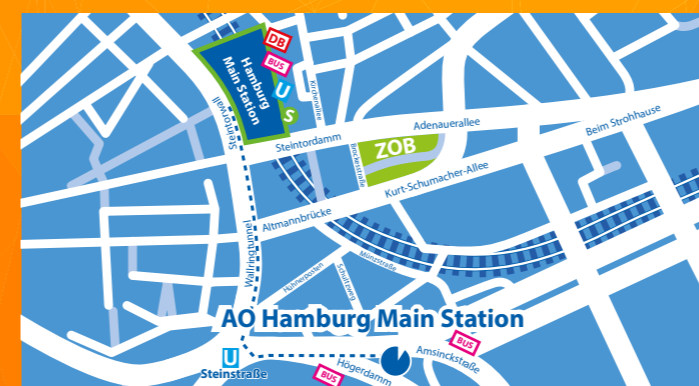 DB
BUS
U
S
Hamburg
Main Station
Kirchenallee
Steintorwall
Steintordamm
Adenauerallee
Beim Strohhause
ZOB
Brockesstraße
Kurt-Schumacher-Allee
Altmannbrücke
Wallringtunnel
Münzstraße
Hühnerposten
Schultzweg
AO Hamburg Main Station
U
Steinstraße
BUS
Amsinckstraße
Högerdamm
BUS